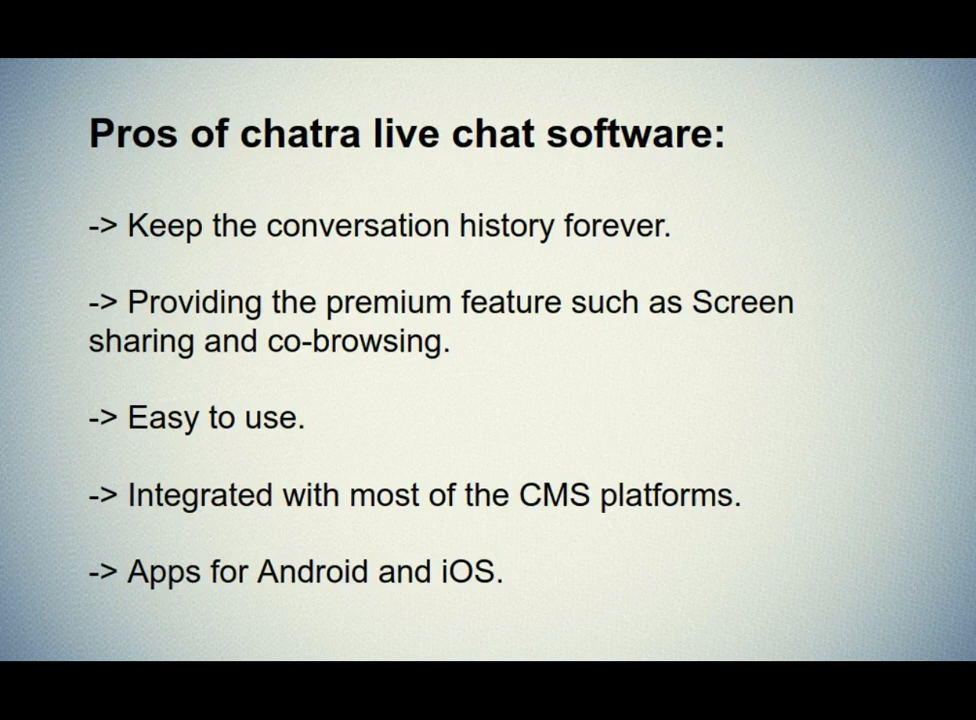 Pros of chatra live chat software:
-> Keep the conversation history forever.
-> Providing the premium feature such as Screen
sharing and co-browsing.
-> Easy to use.
-> Integrated with most of the CMS platforms.
-> Apps for Android and iOS.